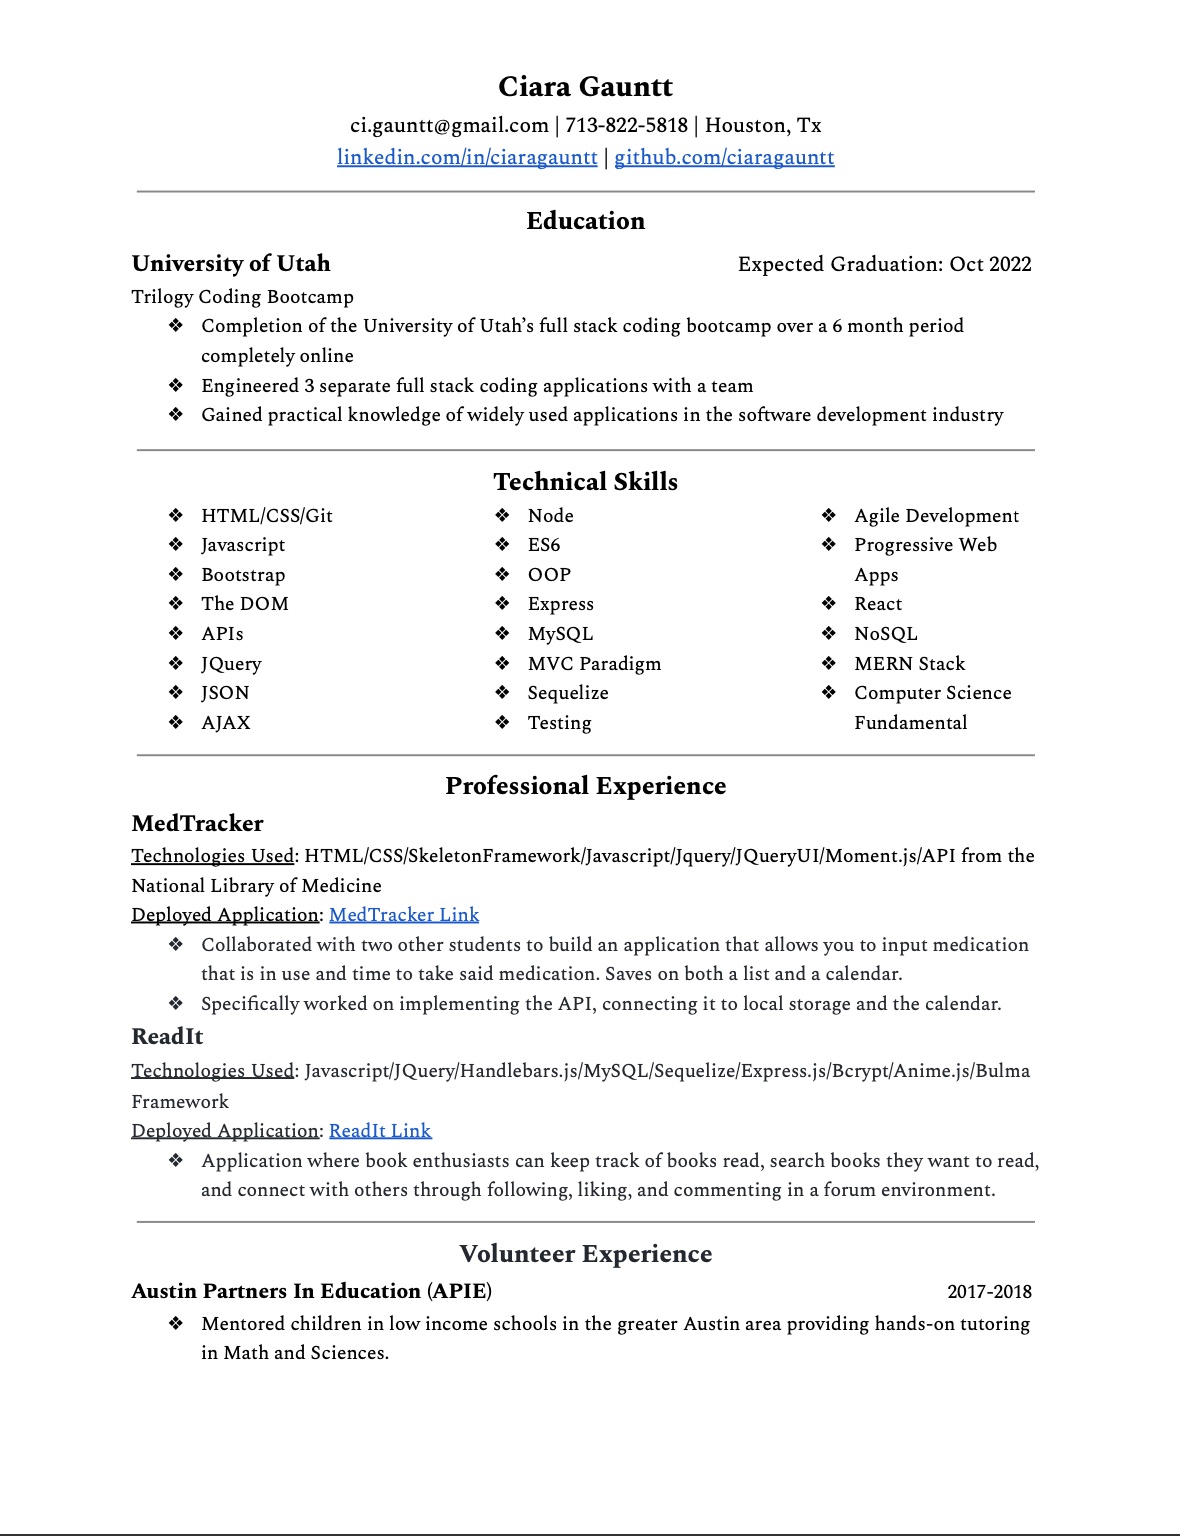 Ciara Gauntt
ci.gauntt@gmail.com | 713-822-5818 | Houston, Tx
linkedin.com/in/ciaragauntt | github.com/ciaragauntt
Education
University of Utah Expected Graduation: Oct 2022
Trilogy Coding Bootcamp
❖ Completion of the University of Utah’s full stack coding bootcamp over a 6 month period
completely online
❖ Engineered 3 separate full stack coding applications with a team
❖ Gained practical knowledge of widely used applications in the software development industry
Technical Skills
❖ HTML/CSS/Git
❖ Javascript
❖ Bootstrap
❖ The DOM
❖ APIs
❖ JQuery
❖ JSON
❖ AJAX
❖ Node
❖ ES6
❖ OOP
❖ Express
❖ MySQL
❖ MVC Paradigm
❖ Sequelize
❖ Testing
❖ Agile Development
❖ Progressive Web
Apps
❖ React
❖ NoSQL
❖ MERN Stack
❖ Computer Science
Fundamental
Professional Experience
MedTracker
Technologies Used: HTML/CSS/SkeletonFramework/Javascript/Jquery/JQueryUI/Moment.js/API from the
National Library of Medicine
Deployed Application: MedTracker Link
❖ Collaborated with two other students to build an application that allows you to input medication
that is in use and time to take said medication. Saves on both a list and a calendar.
❖ Specifically worked on implementing the API, connecting it to local storage and the calendar.
ReadIt
Technologies Used: Javascript/JQuery/Handlebars.js/MySQL/Sequelize/Express.js/Bcrypt/Anime.js/Bulma
Framework
Deployed Application: ReadIt Link
❖ Application where book enthusiasts can keep track of books read, search books they want to read,
and connect with others through following, liking, and commenting in a forum environment.
Volunteer Experience
Austin Partners In Education (APIE) 2017-2018
❖ Mentored children in low income schools in the greater Austin area providing hands-on tutoring
in Math and Sciences.